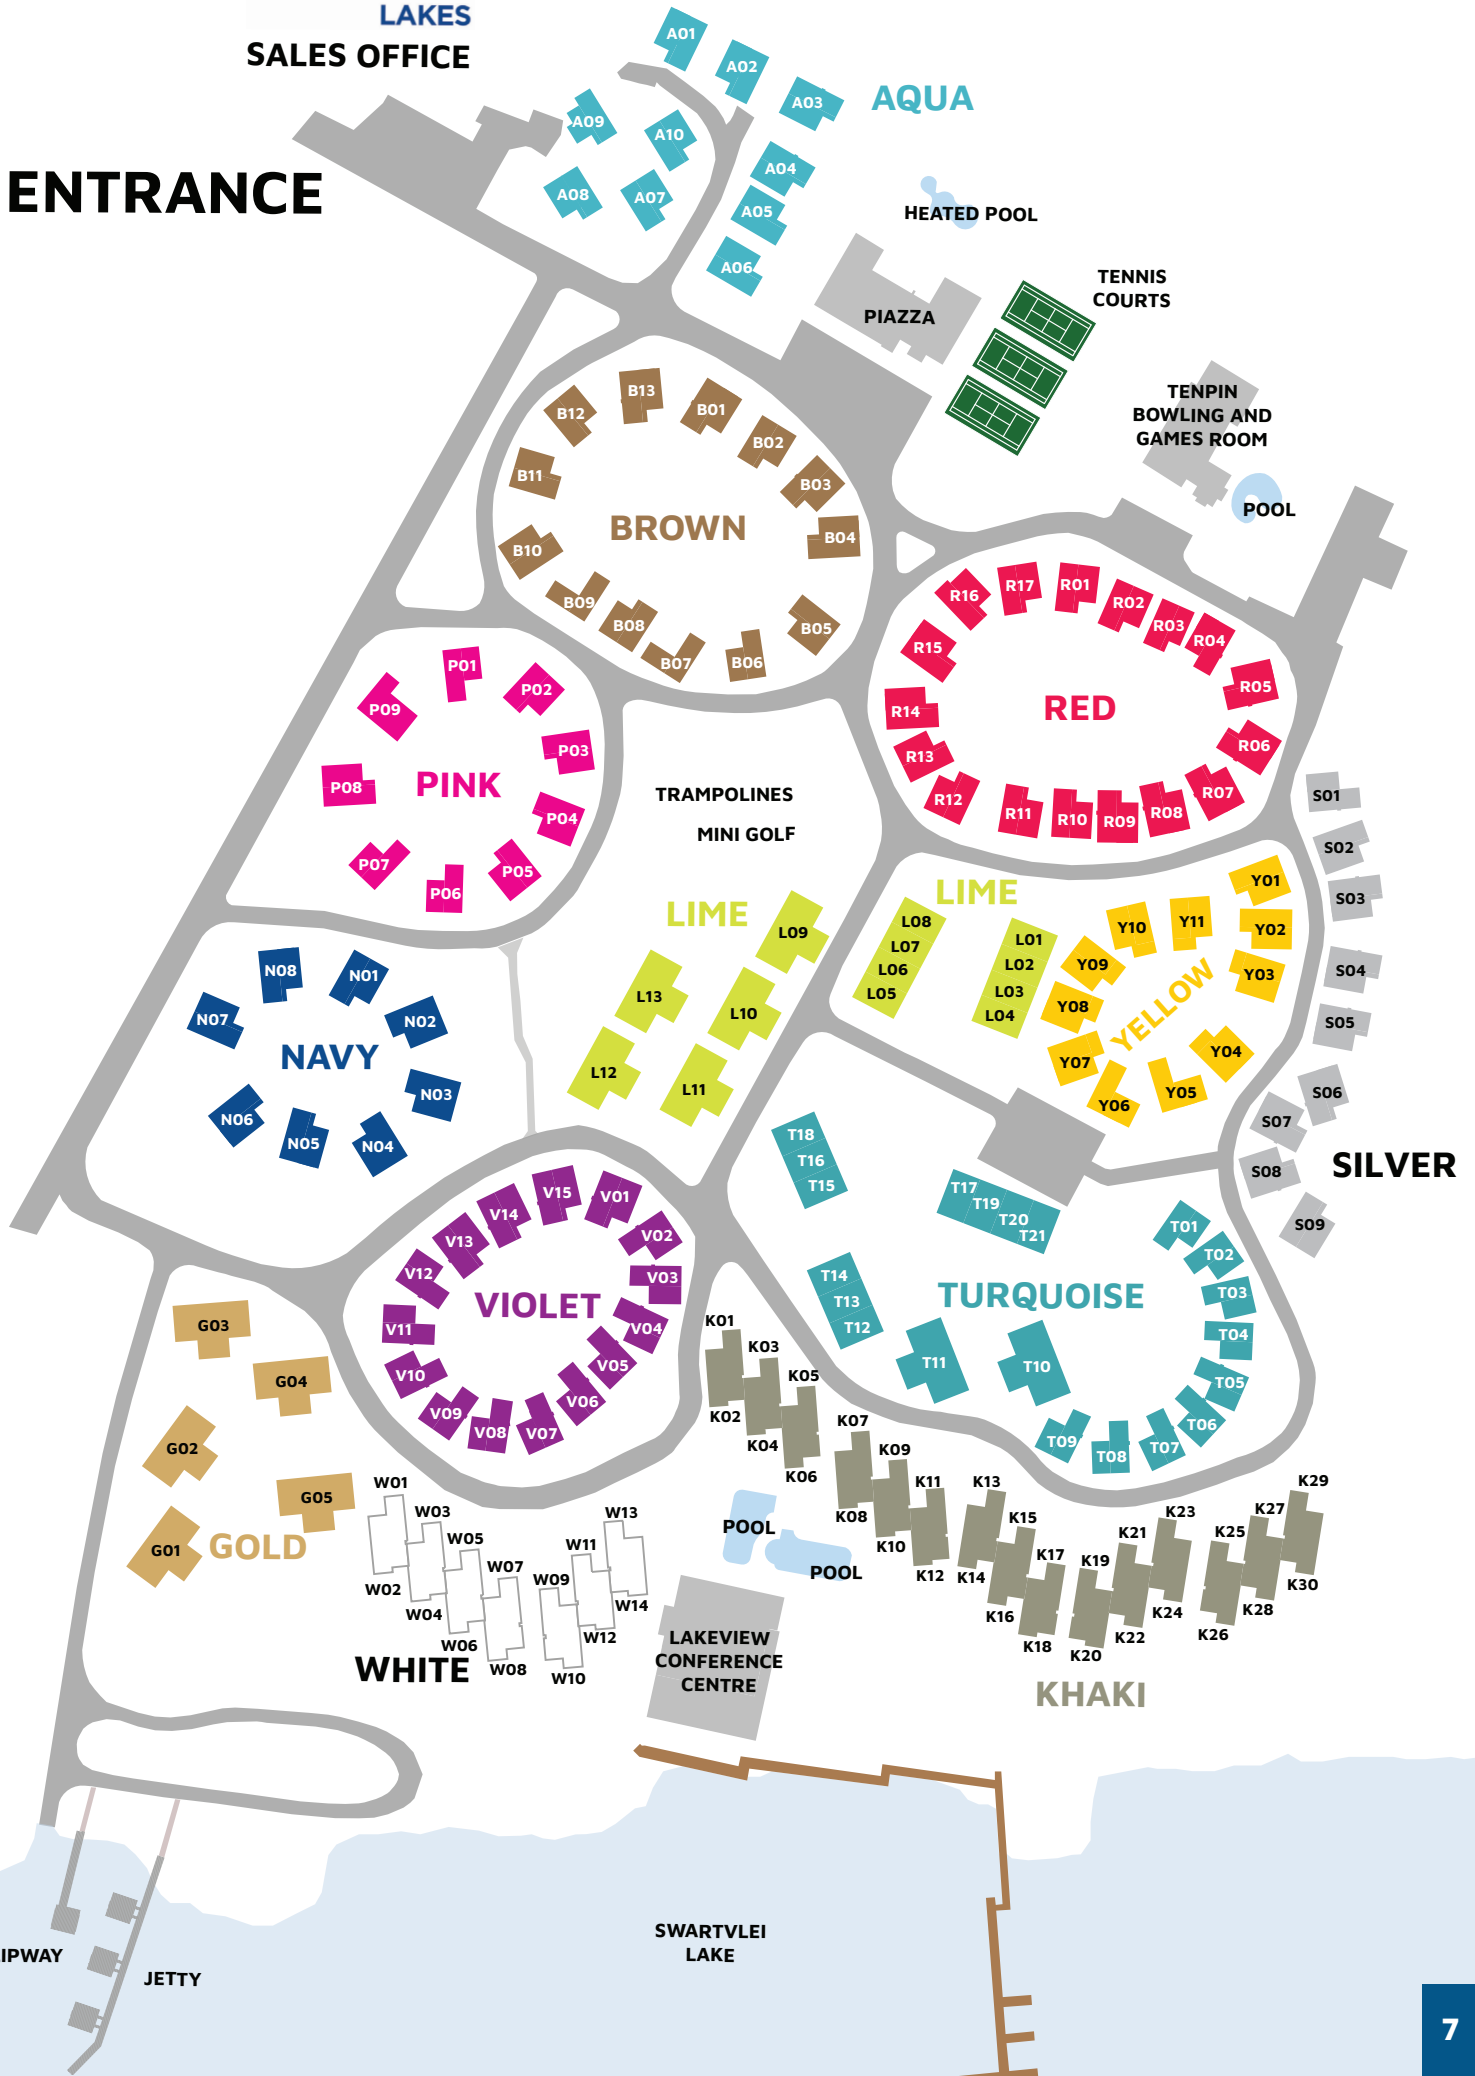 LAKES
SALES OFFICE
ENTRANCE
A01
A02
A03
AQUA
A09
A10
A04
A08
A07
A05
A06
HEATED POOL
PIAZZA
TENNIS
COURTS
TENPIN
BOWLING AND
GAMES ROOM
POOL
B13
B12
B01
B02
B11
B03
BROWN
B04
B10
B09
B08
B05
B07
B06
R17
R01
R16
R02
R03
R04
R15
R05
R14
RED
R13
R06
R12
R07
R11
R10
R09
R08
P01
P02
P09
P03
P08
PINK
P04
P07
P05
P06
TRAMPOLINES
MINI GOLF
S01
S02
S03
S04
S05
S06
S07
S08
S09
SILVER
LIME
L09
L13
L10
L12
L11
LIME
L08
L07
L06
L05
L01
L02
L03
L04
Y01
Y11
Y10
Y02
Y09
Y03
Y08
YELLOW
Y07
Y04
Y05
Y06
N08
N01
N07
N02
NAVY
N03
N06
N05
N04
T18
T16
T15
T17
T19
T20
T21
T01
T02
T14
T13
T12
TURQUOISE
T03
T04
T11
T10
T05
T06
T09
T08
T07
V15
V01
V14
V13
V02
V12
V03
VIOLET
V11
V04
V05
V10
V06
V09
V08
V07
G03
G04
G02
G05
G01
GOLD
W01
W03
W05
W07
W02
W04
W06
W08
W13
W11
W09
W14
W12
W10
WHITE
K01
K03
K05
K02
K04
K06
K07
K09
K11
K08
K10
K12
K13
K15
K17
K14
K16
K18
K19
K21
K23
K20
K22
K24
K25
K27
K29
K26
K28
K30
KHAKI
POOL
POOL
LAKEVIEW
CONFERENCE
CENTRE
SWARTVLEI
LAKE
IPWAY
JETTY
7